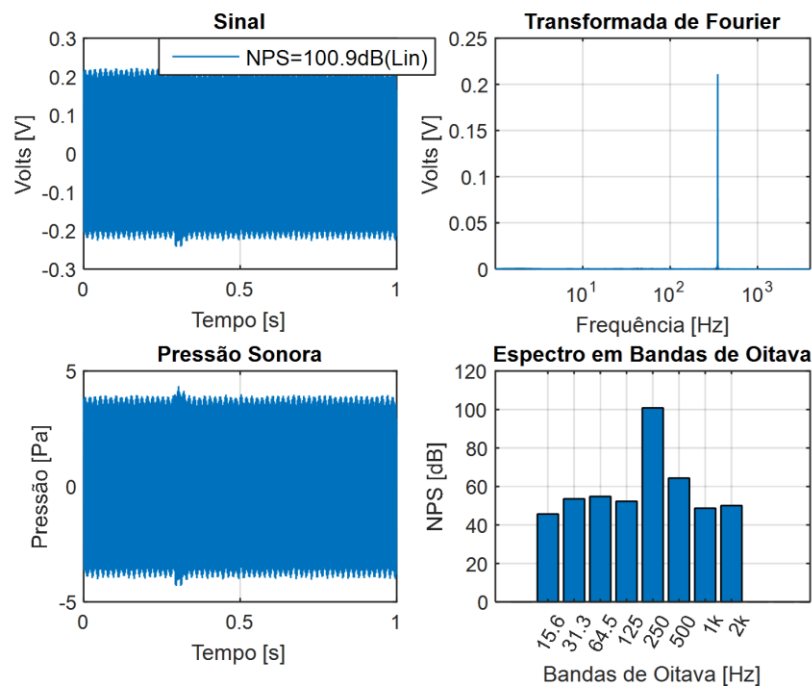 Sinal
NPS=100.9dB(Lin)
Volts [V]
0.3
0.2
0.1
0
-0.1
-0.2
-0.3
0
0.5
1
Tempo [s]
Transformada de Fourier
Volts [V]
0.25
0.2
0.15
0.1
0.05
0
10^1
10^2
10^3
Frequência [Hz]
Pressão Sonora
Pressão [Pa]
5
0
-5
0
0.5
1
Tempo [s]
Espectro em Bandas de Oitava
NPS [dB]
120
100
80
60
40
20
0
15.6
31.3
64.5
125
250
500
1k
2k
Bandas de Oitava [Hz]